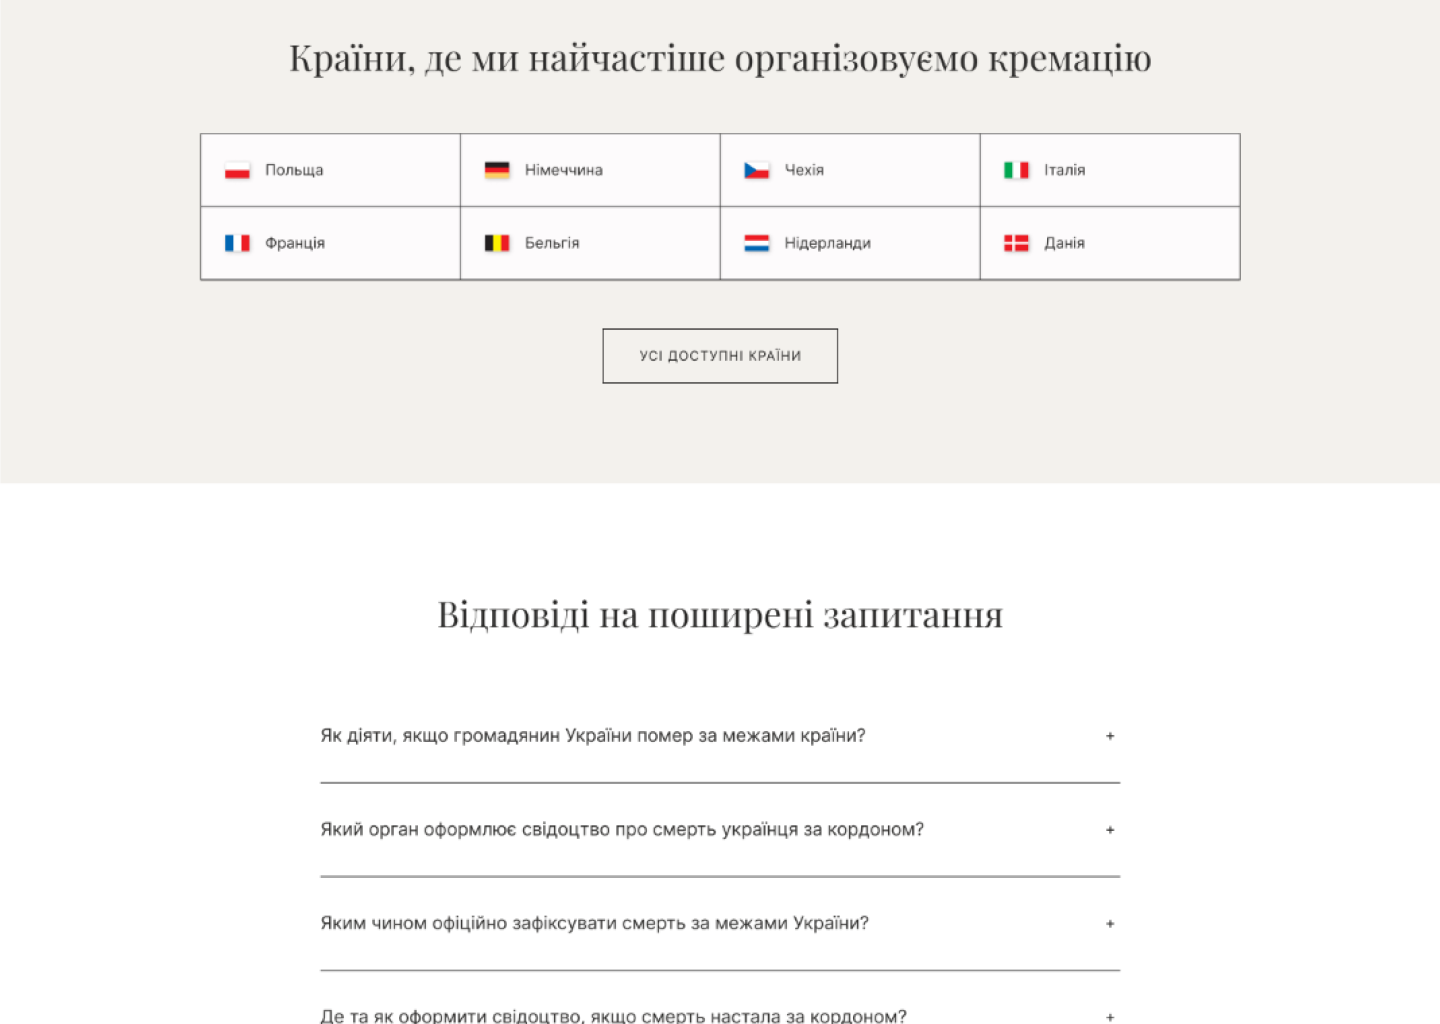 Країни, де ми найчастіше організовуємо кремацію
Польща
Німеччина
Чехія
Італія
Франція
Бельгія
Нідерланди
Данія
УСІ ДОСТУПНІ КРАЇНИ
Відповіді на поширені запитання
Як діяти, якщо громадянин України помер за межами країни? +
Який орган оформлює свідоцтво про смерть українця за кордоном? +
Яким чином офіційно зафіксувати смерть за межами України? +
Де та як оформити свідоцтво, якщо смерть настала за кордоном? +